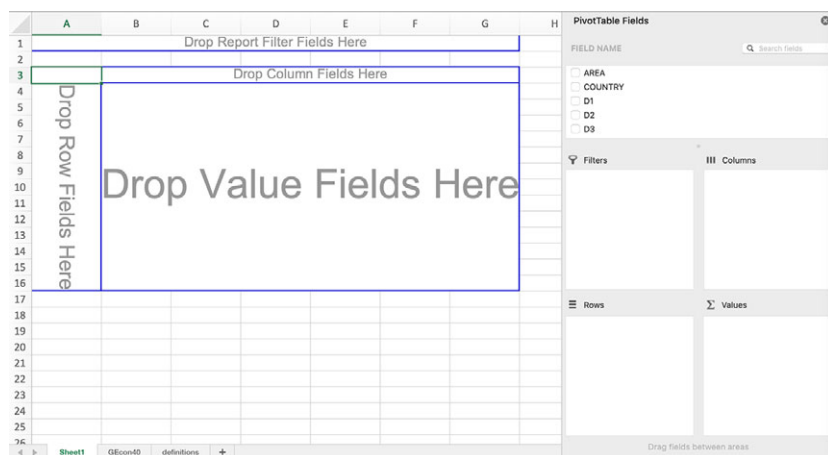 A B C D E F G H
1 Drop Report Filter Fields Here
2
3 Drop Column Fields Here
4
5
6
7
8
9
10
11
12
13
14
15
16
Drop Row Fields Here
Drop Value Fields Here
17
18
19
20
21
22
23
24
25
26
Sheet1 GEcon40 definitions +
PivotTable Fields
FIELD NAME Search fields
AREA
COUNTRY
D1
D2
D3
Filters
Columns
Rows
Values
Drag fields between areas